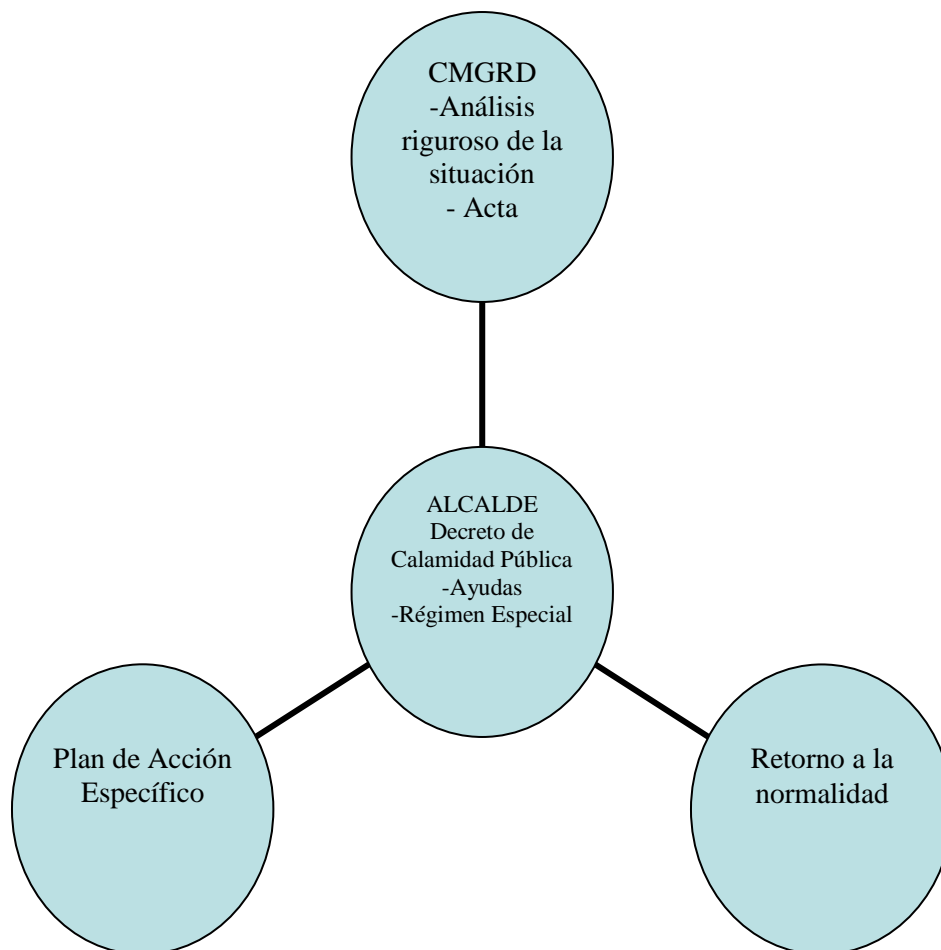 CMGRD
-Análisis
riguroso de la
situación
- Acta
ALCALDE
Decreto de
Calamidad Pública
-Ayudas
-Régimen Especial
Plan de Acción
Específico
Retorno a la
normalidad